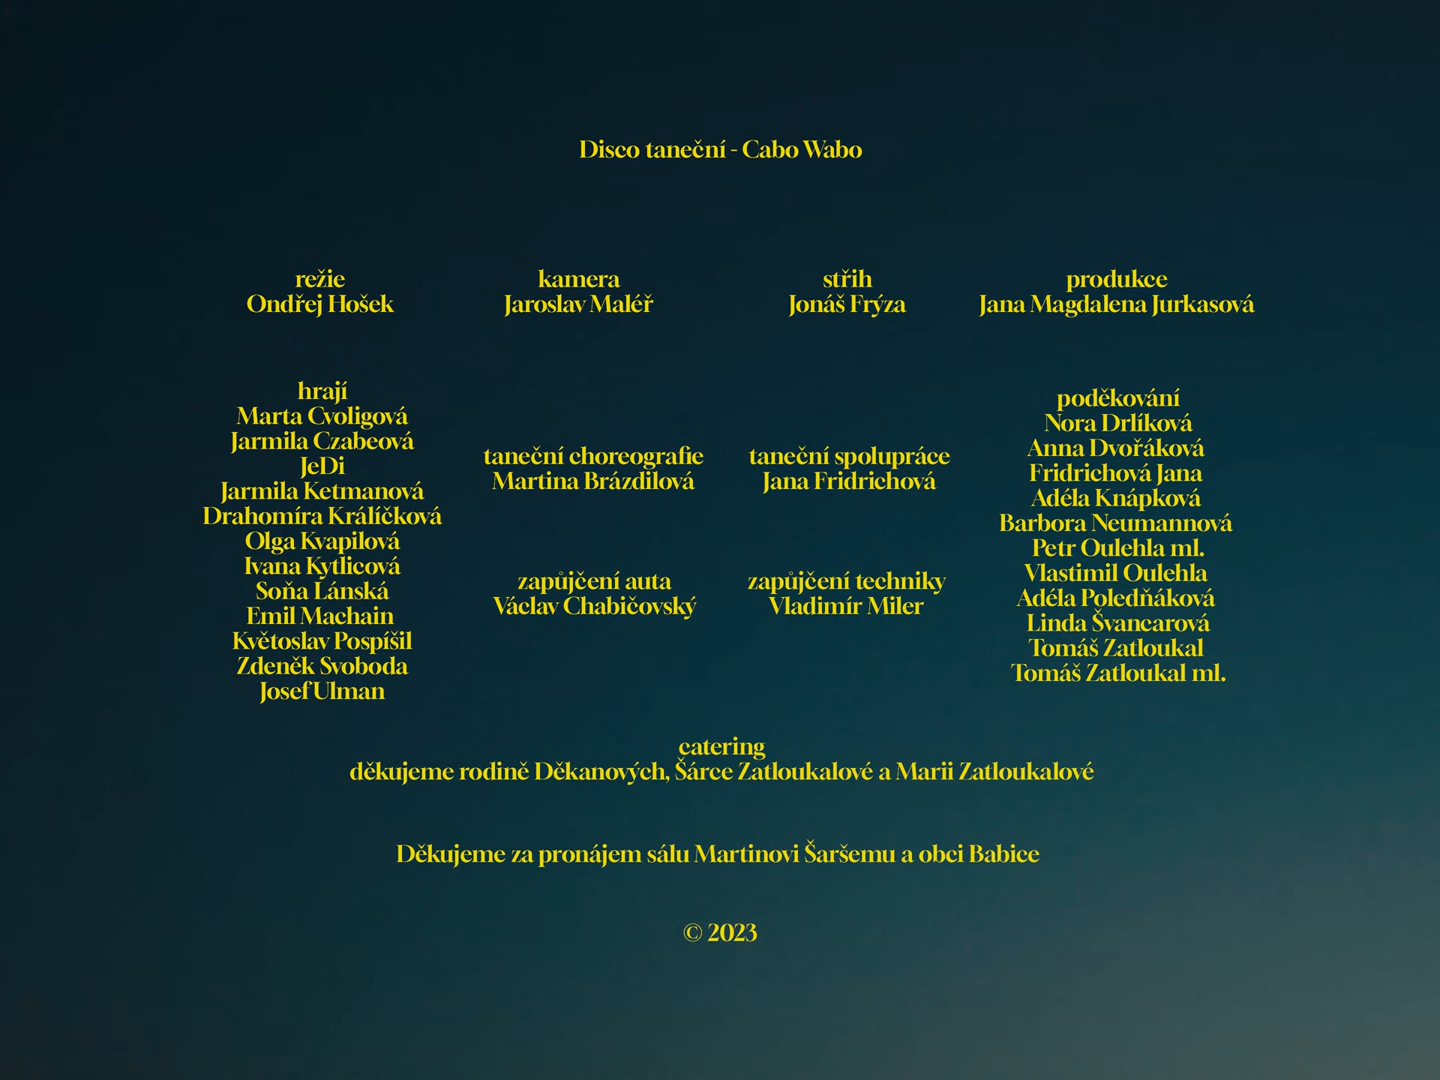 Disco taneční - Cabo Wabo
režie
Ondřej Hošek
kamera
Jaroslav Maléř
střih
Jonáš Frýza
produkce
Jana Magdalena Jurkasová
hrají
Marta Cvoligová
Jarmila Czabeová
JeDi
Jarmila Ketmanová
Drahomíra Králíčková
Olga Kvapilová
Ivana Kytlicová
Soňa Lánská
Emil Machain
Květoslav Pospíšil
Zdeněk Svoboda
Josef Ulman
taneční choreografie
Martina Brázdilová
zapůjčení auta
Václav Chabičovský
taneční spolupráce
Jana Fridrichová
zapůjčení techniky
Vladimír Miler
poděkování
Nora Drlíková
Anna Dvořáková
Fridrichová Jana
Adéla Knápková
Barbora Neumannová
Petr Oulehla ml.
Vlastimil Oulehla
Adéla Poledňáková
Linda Švancarová
Tomáš Zatloukal
Tomáš Zatloukal ml.
catering
děkujeme rodině Děkanových, Šárce Zatloukalové a Marii Zatloukalové
Děkujeme za pronájem sálu Martinovi Šaršemu a obci Babice
© 2023